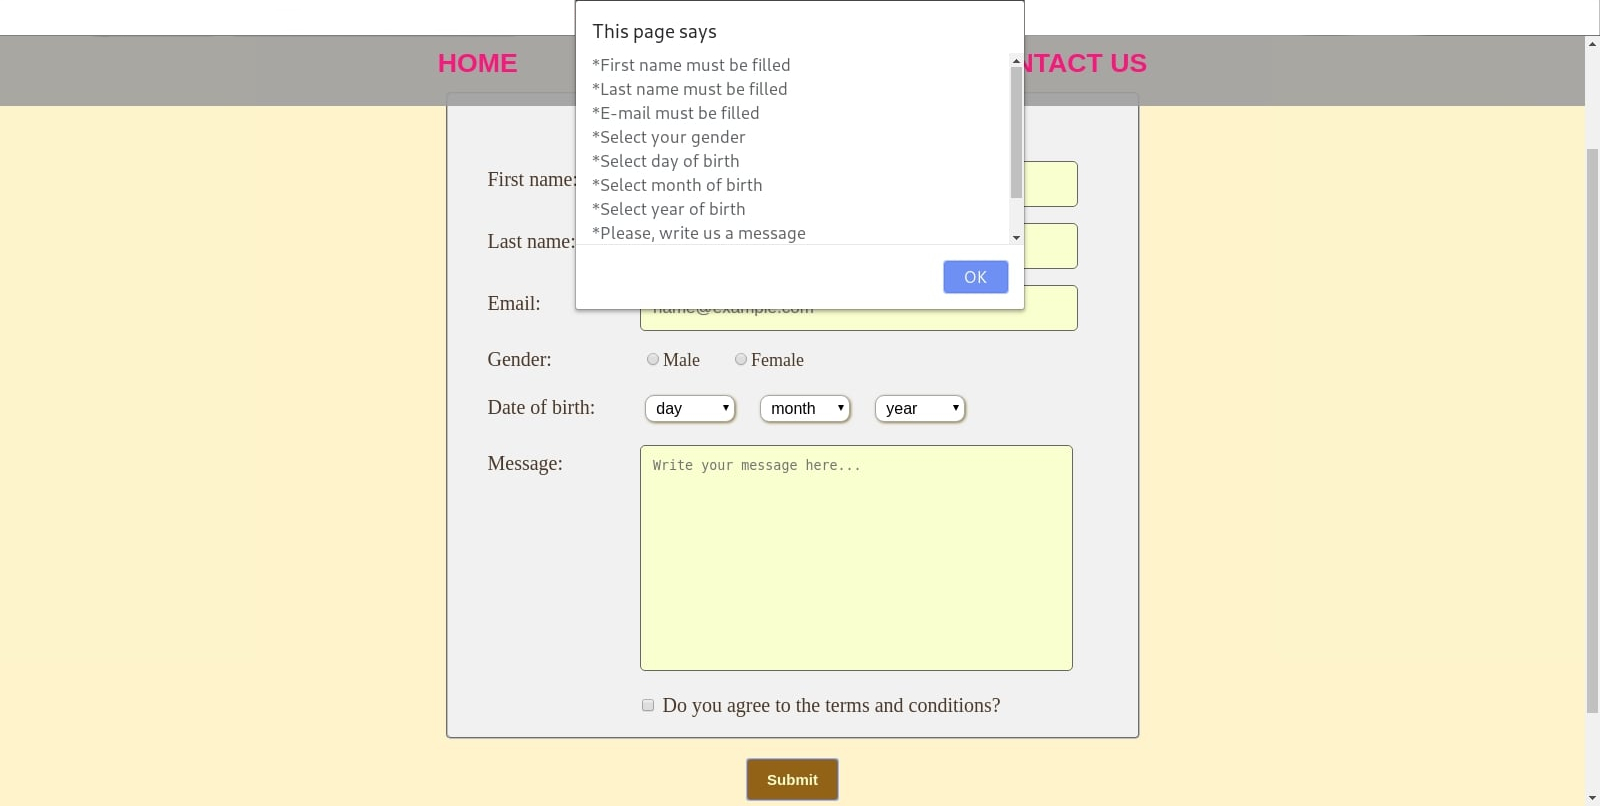 This page says
*First name must be filled
*Last name must be filled
*E-mail must be filled
*Select your gender
*Select day of birth
*Select month of birth
*Select year of birth
*Please, write us a message
OK
HOME
NTACT US
First name:
Last name:
Email:
name@example.com
Gender:
Male
Female
Date of birth:
day
month
year
Message:
Write your message here...
Do you agree to the terms and conditions?
Submit